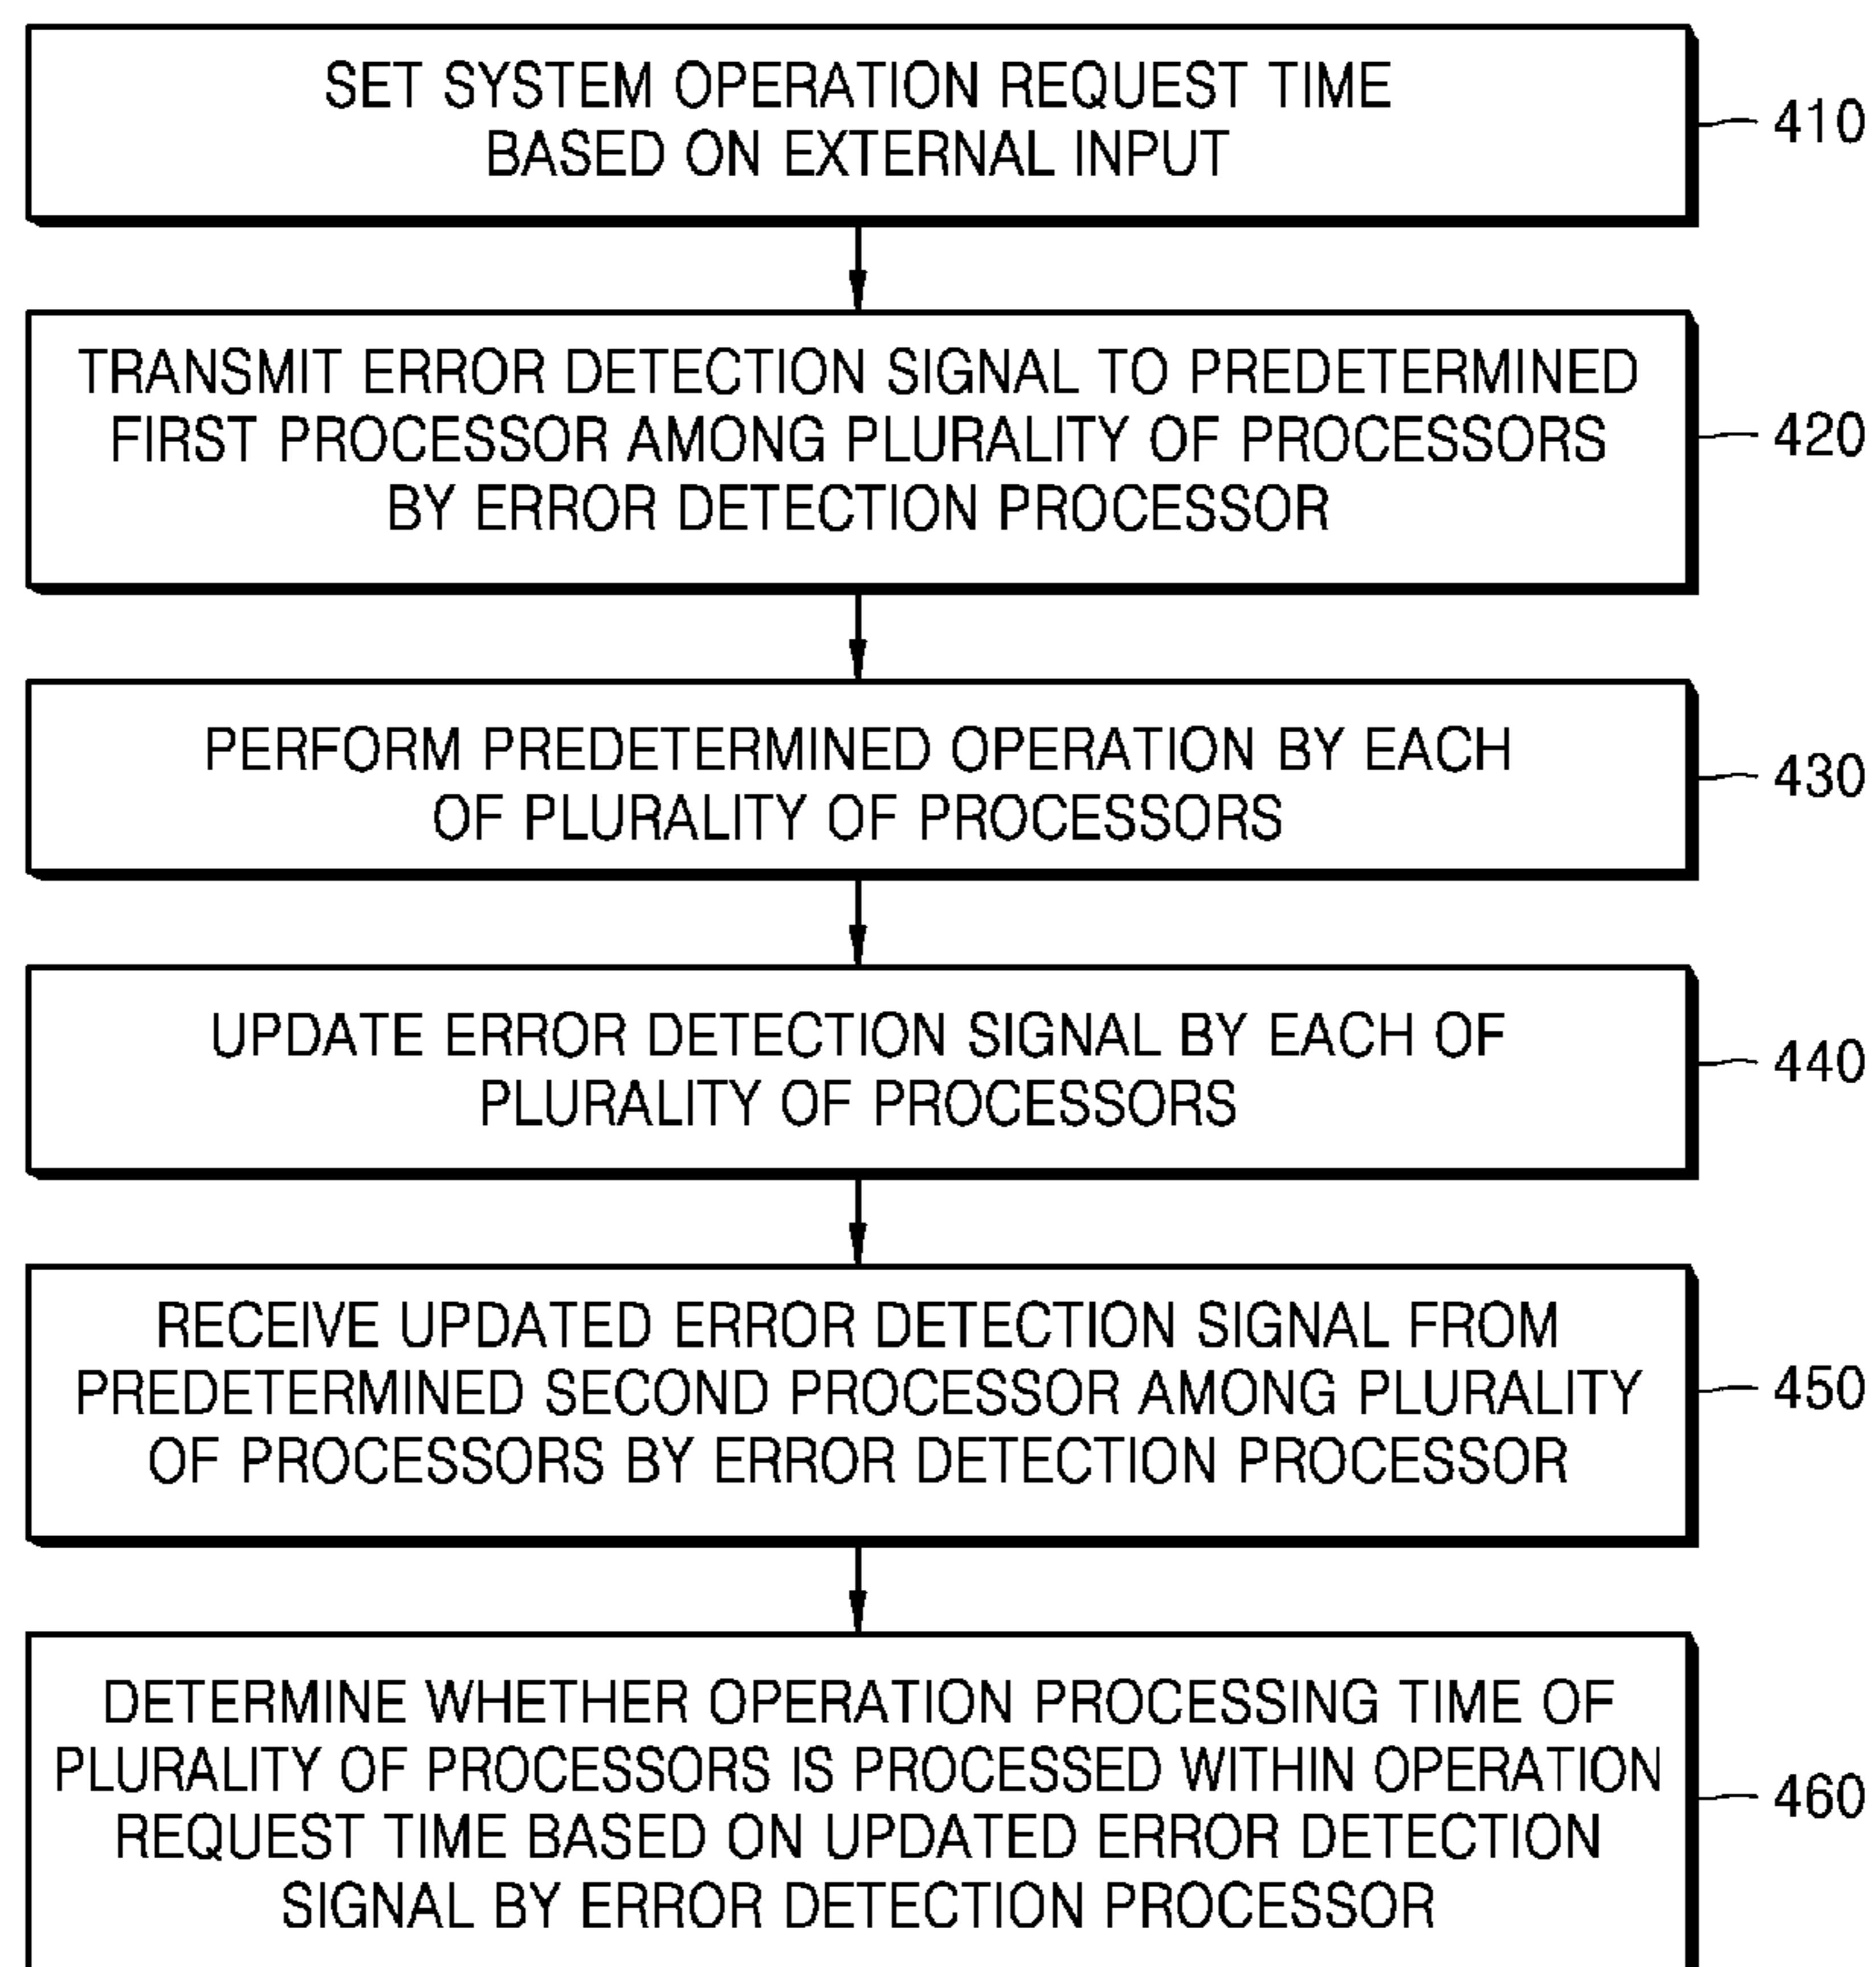 SET SYSTEM OPERATION REQUEST TIME
BASED ON EXTERNAL INPUT
410
TRANSMIT ERROR DETECTION SIGNAL TO PREDETERMINED
FIRST PROCESSOR AMONG PLURALITY OF PROCESSORS
BY ERROR DETECTION PROCESSOR
420
PERFORM PREDETERMINED OPERATION BY EACH
OF PLURALITY OF PROCESSORS
430
UPDATE ERROR DETECTION SIGNAL BY EACH OF
PLURALITY OF PROCESSORS
440
RECEIVE UPDATED ERROR DETECTION SIGNAL FROM
PREDETERMINED SECOND PROCESSOR AMONG PLURALITY
OF PROCESSORS BY ERROR DETECTION PROCESSOR
450
DETERMINE WHETHER OPERATION PROCESSING TIME OF
PLURALITY OF PROCESSORS IS PROCESSED WITHIN OPERATION
REQUEST TIME BASED ON UPDATED ERROR DETECTION
SIGNAL BY ERROR DETECTION PROCESSOR
460